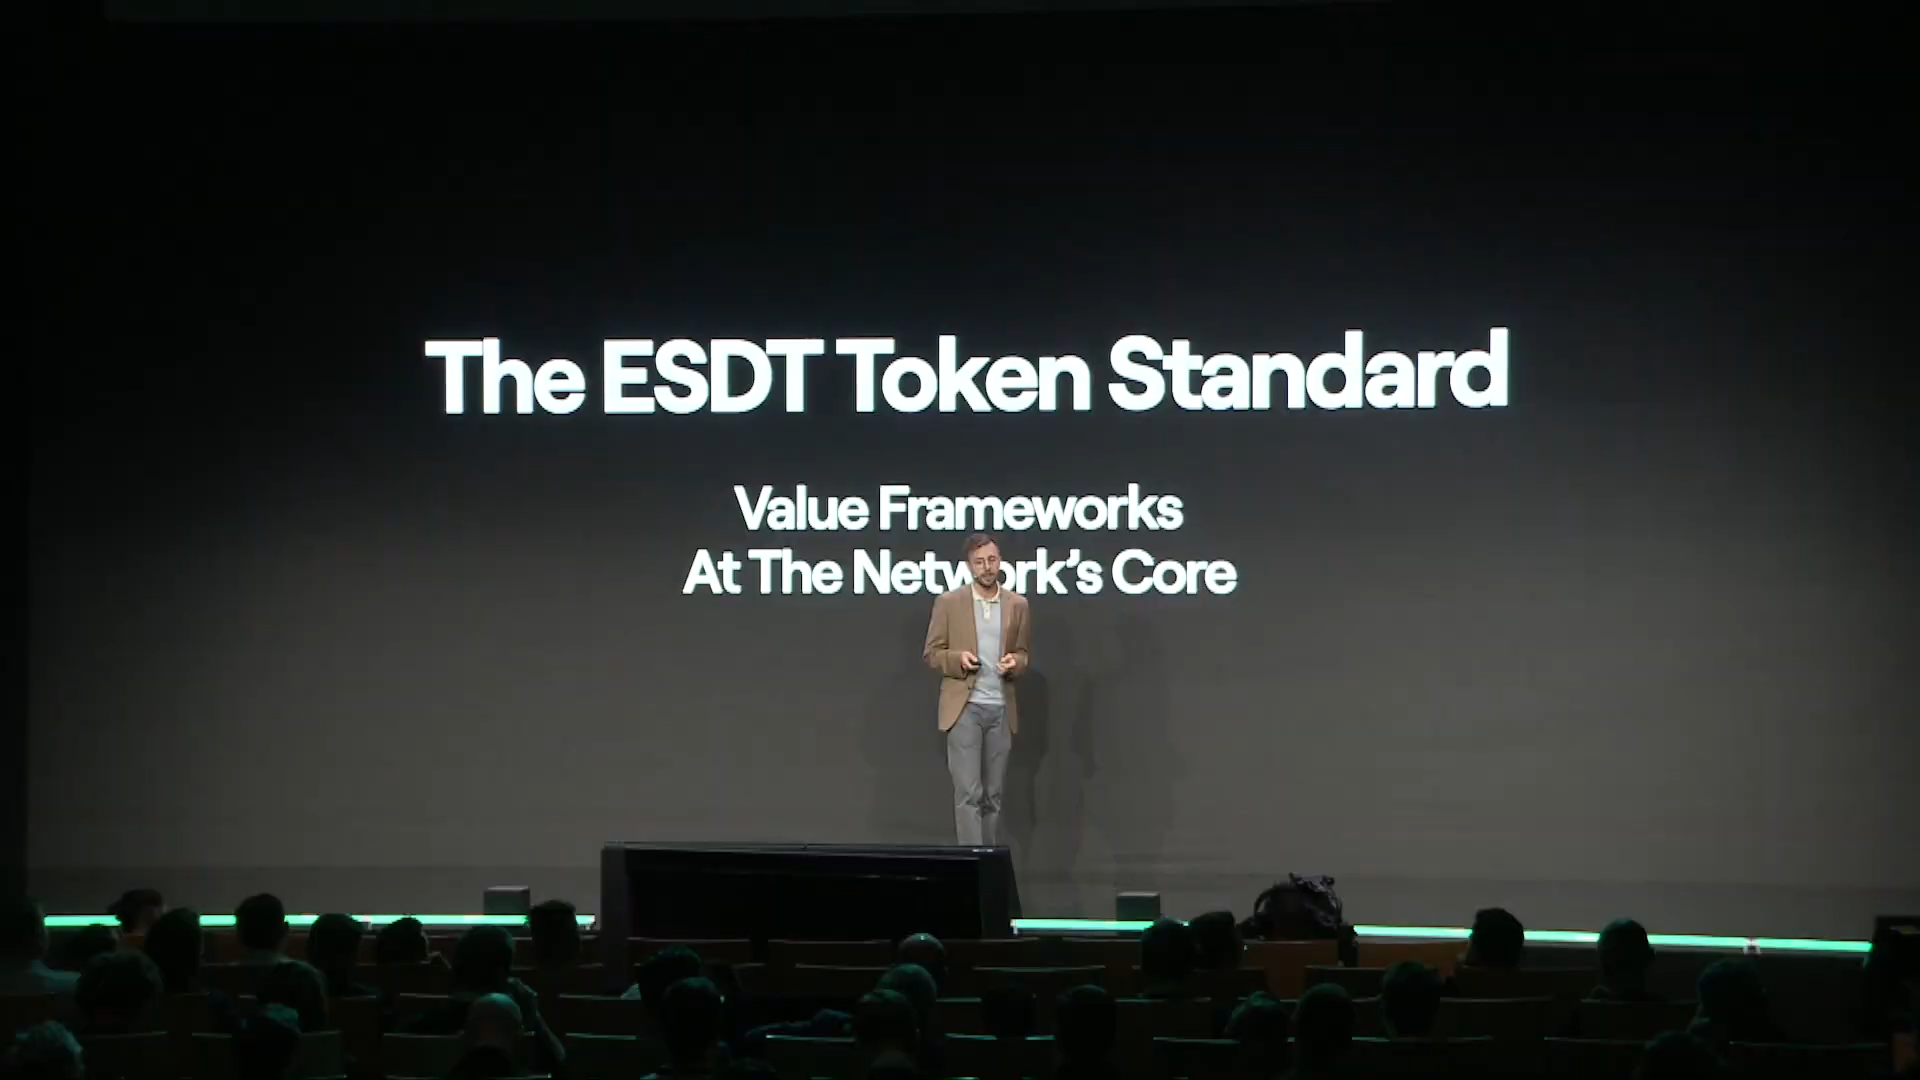 The ESDT Token Standard
Value Frameworks
At The Network’s Core